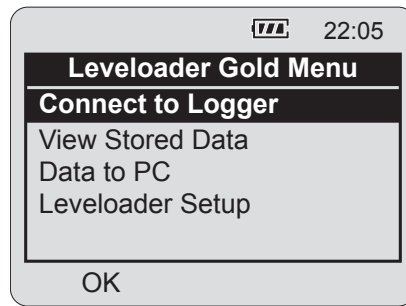 22:05
Leveloader Gold Menu
Connect to Logger
View Stored Data
Data to PC
Leveloader Setup
OK